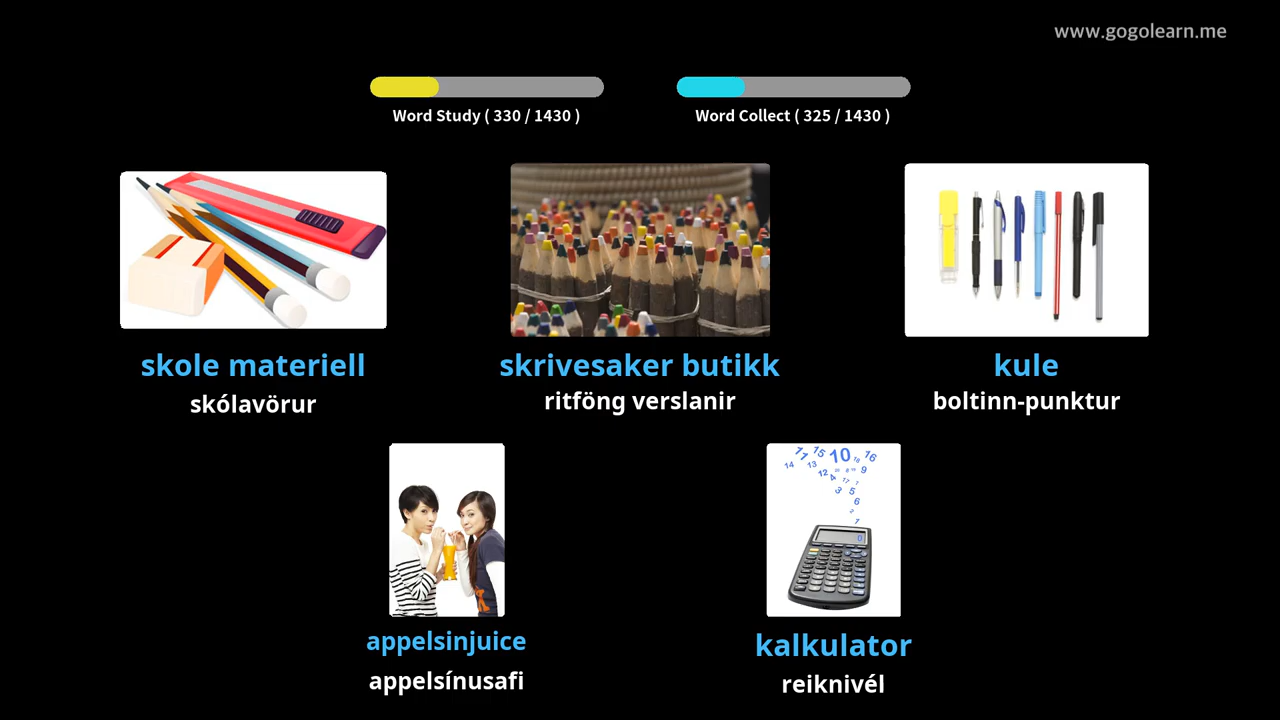 www.gogolearn.me
Word Study ( 330 / 1430 )
Word Collect ( 325 / 1430 )
skole materiell
skólavörur
skrivesaker butikk
ritföng verslanir
kule
boltinn-punktur
appelsinjuice
appelsínusafi
kalkulator
reiknivél